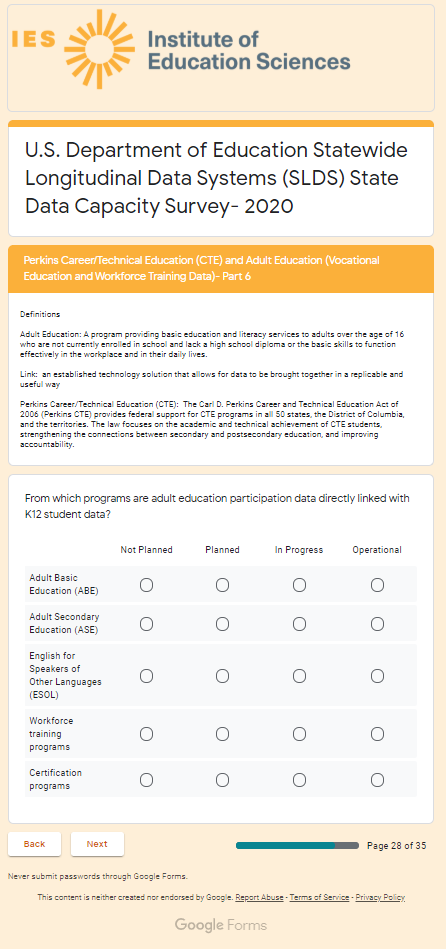 IES
Institute of
Education Sciences
U.S. Department of Education Statewide
Longitudinal Data Systems (SLDS) State
Data Capacity Survey- 2020
Perkins Career/Technical Education (CTE) and Adult Education (Vocational
Education and Workforce Training Data)- Part 6
Definitions
Adult Education: A program providing basic education and literacy services to adults over the age of 16
who are not currently enrolled in school and lack a high school diploma or the basic skills to function
effectively in the workplace and in their daily lives.
Link: an established technology solution that allows for data to be brought together in a replicable and
useful way
Perkins Career/Technical Education (CTE): The Carl D. Perkins Career and Technical Education Act of
2006 (Perkins CTE) provides federal support for CTE programs in all 50 states, the District of Columbia,
and the territories. The law focuses on the academic and technical achievement of CTE students,
strengthening the connections between secondary and postsecondary education, and improving
accountability.
From which programs are adult education participation data directly linked with
K12 student data?
Not Planned Planned In Progress Operational
Adult Basic
Education (ABE)
Adult Secondary
Education (ASE)
English for
Speakers of
Other Languages
(ESOL)
Workforce
training
programs
Certification
programs
Back Next Page 28 of 35
Never submit passwords through Google Forms.
This content is neither created nor endorsed by Google. Report Abuse - Terms of Service - Privacy Policy
Google Forms